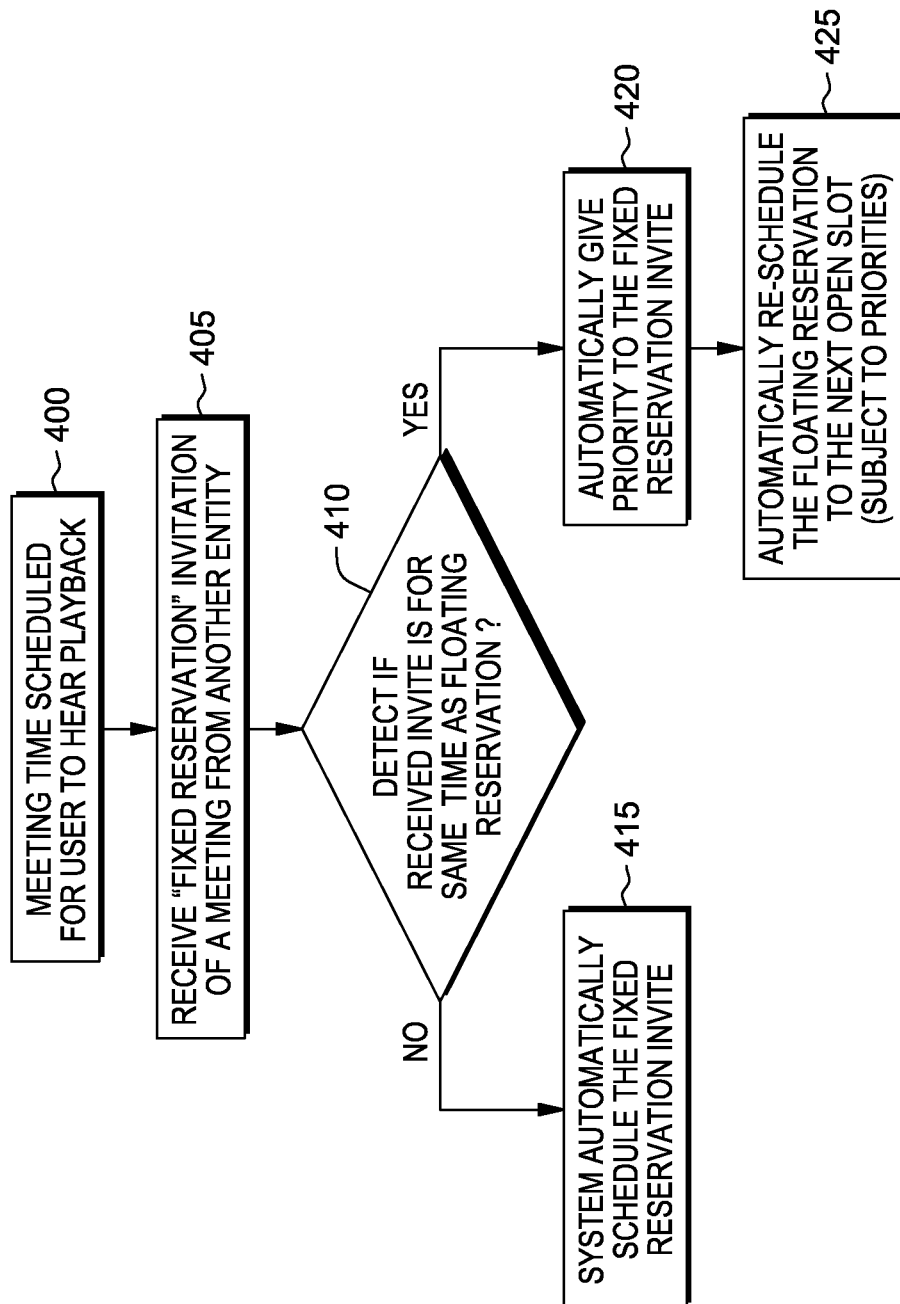 MEETING TIME SCHEDULED
FOR USER TO HEAR PLAYBACK
400
RECEIVE "FIXED RESERVATION" INVITATION
OF A MEETING FROM ANOTHER ENTITY
405
DETECT IF
RECEIVED INVITE IS FOR
SAME TIME AS FLOATING
RESERVATION ?
410
NO
SYSTEM AUTOMATICALLY
SCHEDULE THE FIXED
RESERVATION INVITE
415
YES
AUTOMATICALLY GIVE
PRIORITY TO THE FIXED
RESERVATION INVITE
420
AUTOMATICALLY RE-SCHEDULE
THE FLOATING RESERVATION
TO THE NEXT OPEN SLOT
(SUBJECT TO PRIORITIES)
425